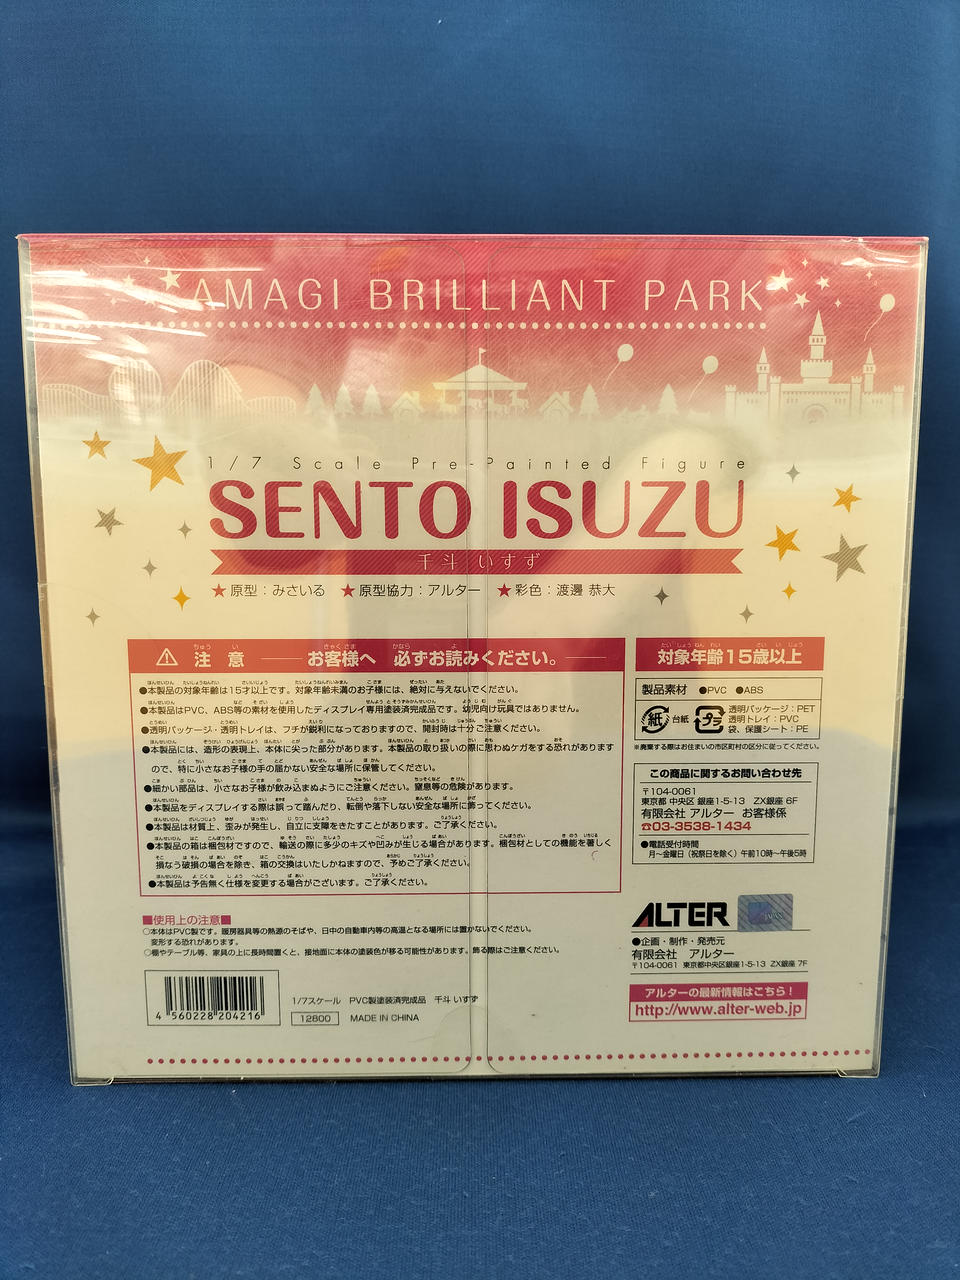 AMAGI BRILLIANT PARK
1/7 Scale Pre-Painted Figure
SENTO ISUZU
千斗 いすず
★原型：みさいる ★原型協力：アルター ★彩色：渡邊 恭大
注意 お客様へ 必ずお読みください。
●本製品の対象年齢は15才以上です。対象年齢未満のお子様には、絶対に与えないでください。
●本製品はPVC、ABS等の素材を使用したディスプレイ専用塗装済完成品です。幼児向け玩具ではありません。
●透明パッケージ・透明トレイは、フチが鋭利になっておりますので、開封時は十分ご注意ください。
●本製品には、造形の表現上、本体に尖った部分があります。本製品の取り扱いの際に思わぬケガをする恐れがあります
ので、特に小さなお子様の手の届かない安全な場所に保管してください。
●細かい部品は、小さなお子様が飲み込まぬようにご注意ください。窒息等の危険があります。
●本製品をディスプレイする際は誤って踏んだり、転倒や落下しない安全な場所に飾ってください。
●本製品は材質上、歪みが発生し、自立に支障をきたすことがあります。ご了承ください。
●本製品の箱は梱包材ですので、輸送の際に多少のキズや凹みが生じる場合があります。梱包材としての機能を著しく
損なう破損の場合を除き、箱の交換はいたしかねますので、予めご了承ください。
●本製品は予告無く仕様を変更する場合がございます。ご了承ください。
■使用上の注意■
○本体はPVC製です。暖房器具等の熱源のそばや、日中の自動車内等の高温となる場所には置かないでください。
変形する恐れがあります。
○棚やテーブル等、家具の上に長時間置くと、接地面に本体の塗装色が移る可能性があります。飾る際はご注意ください。
4 560228 204216
1/7スケール PVC製塗装済完成品 千斗 いすず
12800 MADE IN CHINA
対象年齢15歳以上
製品素材 ●PVC ●ABS
紙 台紙 プラ 透明パッケージ：PET
透明トレイ：PVC
袋、保護シート：PE
※廃棄する際はお住まいの市区町村の区分に従ってください。
この商品に関するお問い合わせ先
〒104-0061
東京都 中央区 銀座1-5-13 ZX銀座 6F
有限会社 アルター お客様係
☎03-3538-1434
●電話受付時間
月〜金曜日（祝祭日を除く）午前10時〜午後5時
ALTER
●企画・制作・発売元
有限会社 アルター
〒104-0061 東京都中央区銀座1-5-13 ZX銀座 7F
アルターの最新情報はこちら！
http://www.alter-web.jp